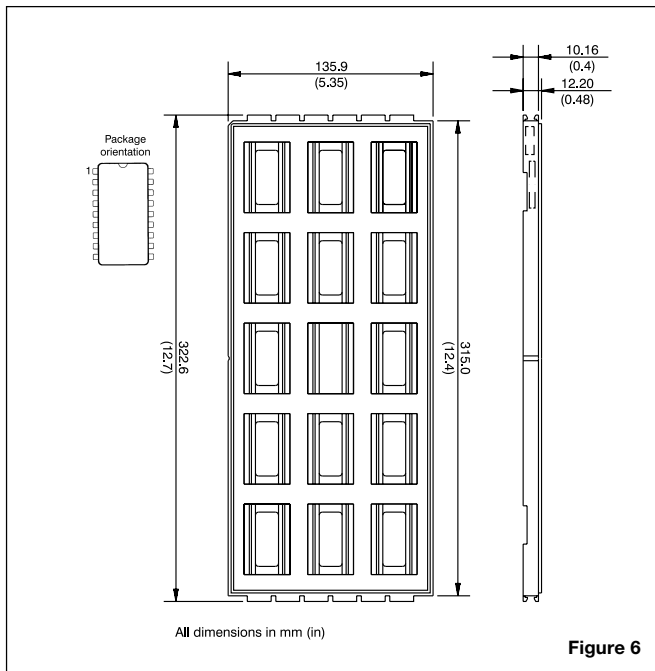 135.9
(5.35)
10.16
(0.4)
12.20
(0.48)
Package
orientation
1
322.6
(12.7)
315.0
(12.4)
All dimensions in mm (in)
Figure 6